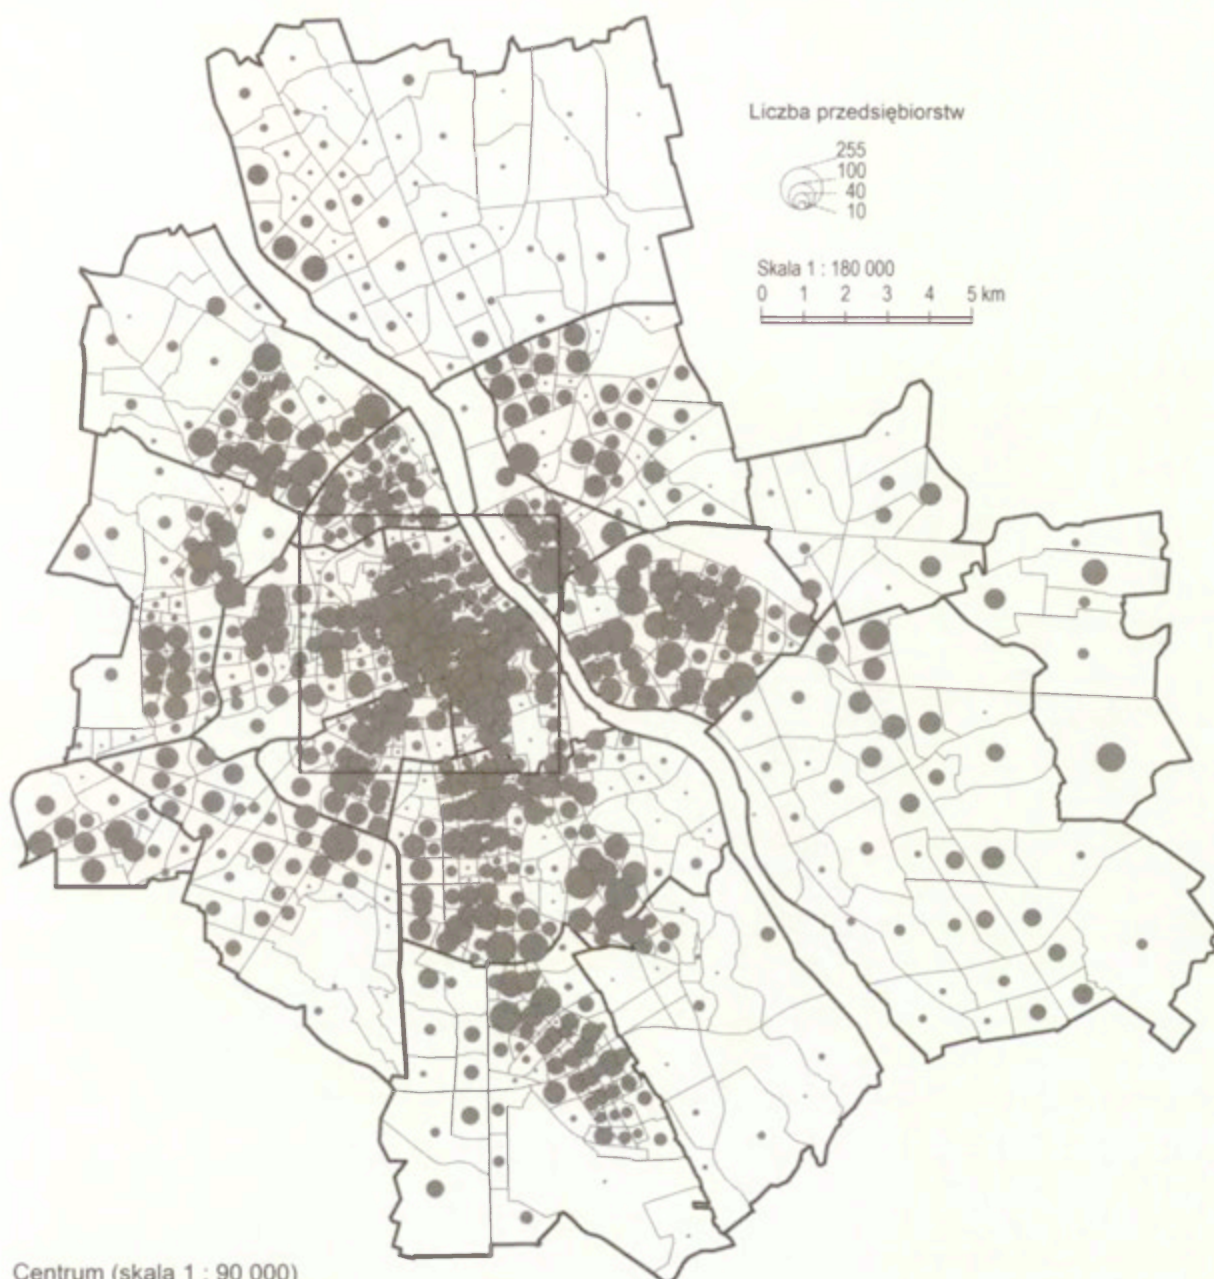 Liczba przedsiębiorstw
255
100
40
10
Skala 1 : 180 000
0 1 2 3 4 5 km
Centrum (skala 1 : 90 000)